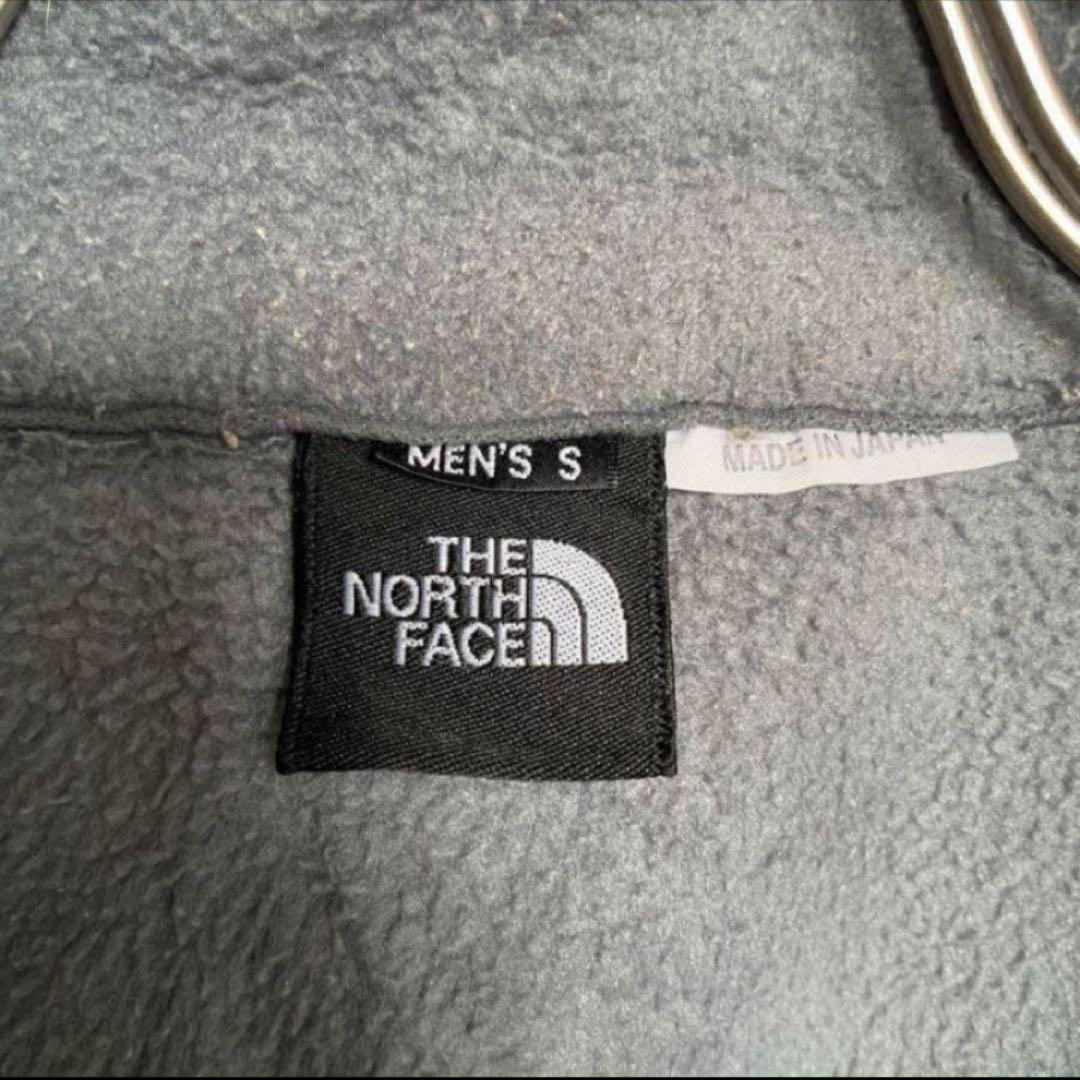 MEN'S S
MADE IN JAPAN
THE
NORTH
FACE